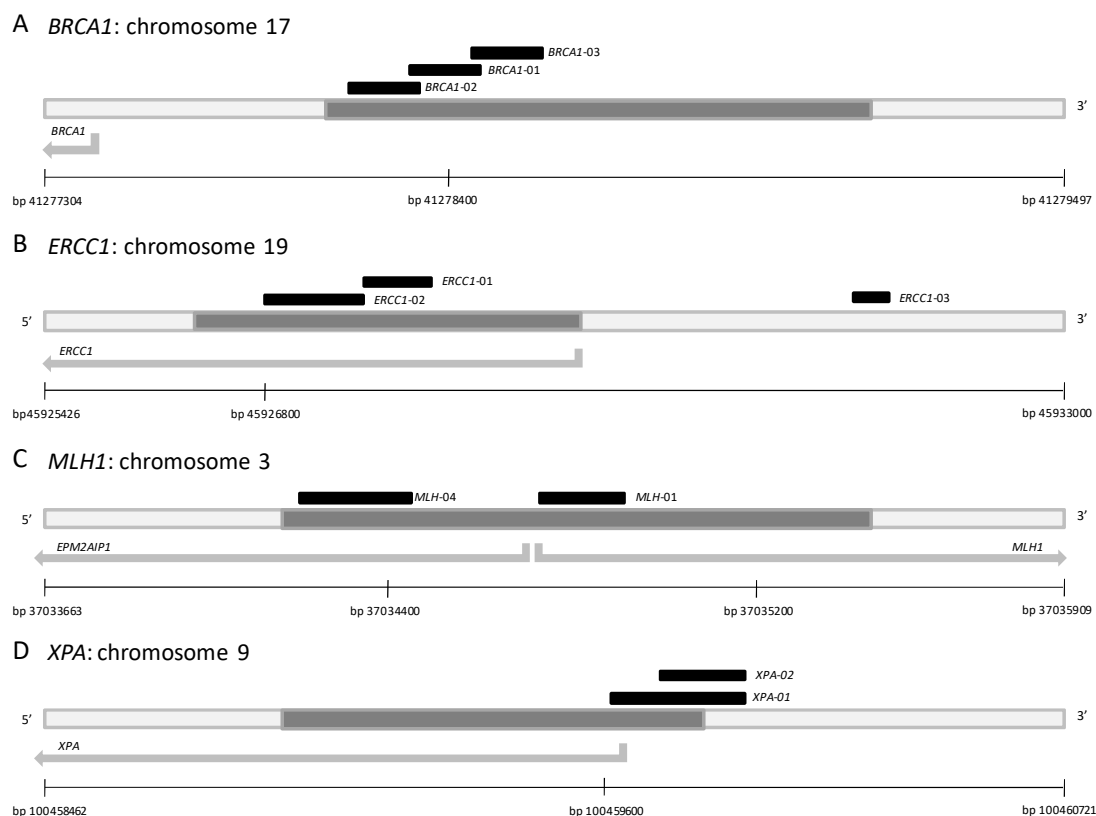 A BRCA1: chromosome 17
BRCA1-03
BRCA1-01
BRCA1-02
3’
BRCA1
bp 41277304 bp 41278400 bp 41279497
B ERCC1: chromosome 19
ERCC1-01
ERCC1-02 ERCC1-03
5’ 3’
ERCC1
bp45925426 bp 45926800 bp 45933000
C MLH1: chromosome 3
MLH-04 MLH-01
5’ 3’
EPM2AIP1 MLH1
bp 37033663 bp 37034400 bp 37035200 bp 37035909
D XPA: chromosome 9
XPA-02
XPA-01
5’ 3’
XPA
bp 100458462 bp 100459600 bp 100460721